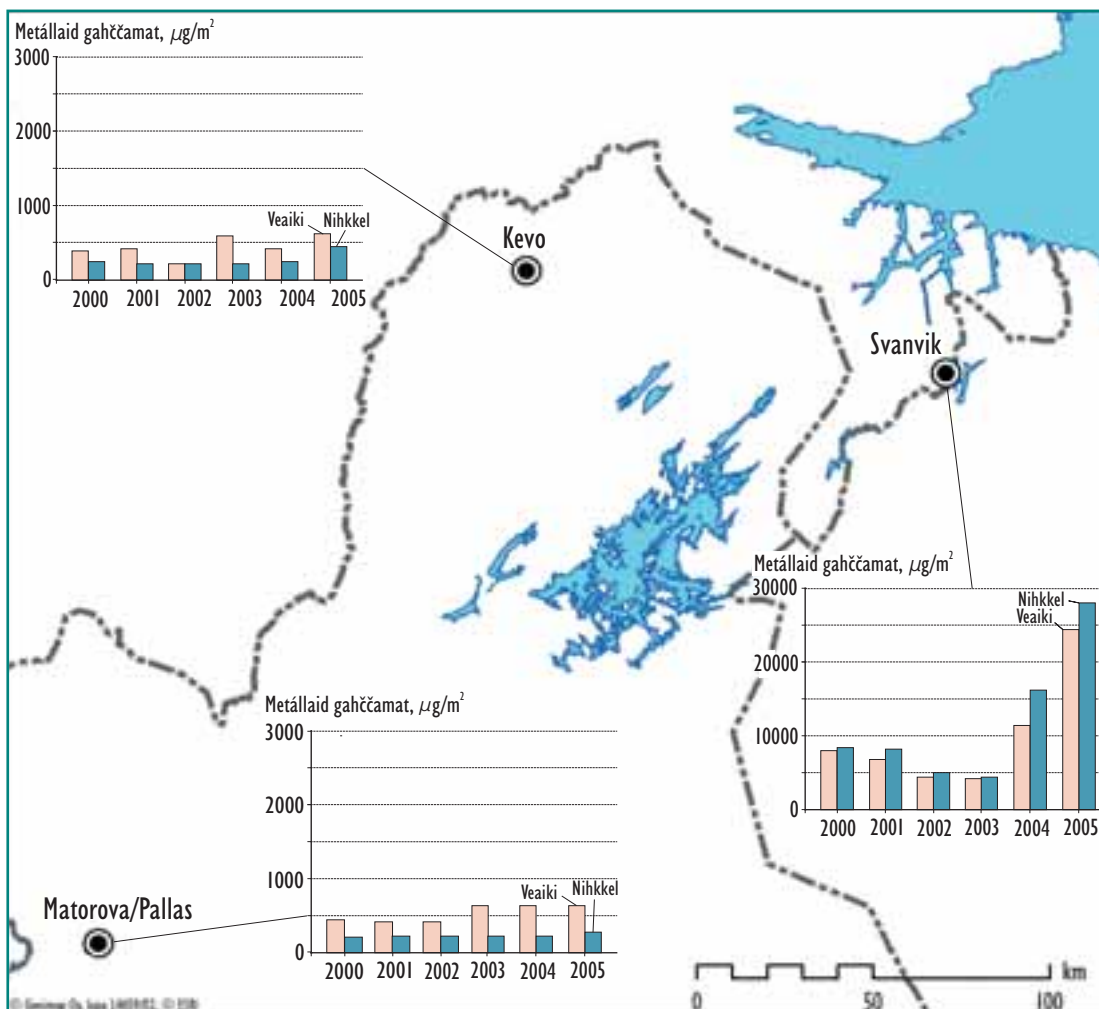 Metállaid gahččamat, µg/m²
3000
2000
1000
0
Veaiki
Nihkkel
2000 2001 2002 2003 2004 2005
Kevo
Svanvik
Metállaid gahččamat, µg/m²
30000
20000
10000
0
Nihkkel
Veaiki
2000 2001 2002 2003 2004 2005
Metállaid gahččamat, µg/m²
3000
2000
1000
0
Veaiki
Nihkkel
2000 2001 2002 2003 2004 2005
Matorova/Pallas
km
0 50 100